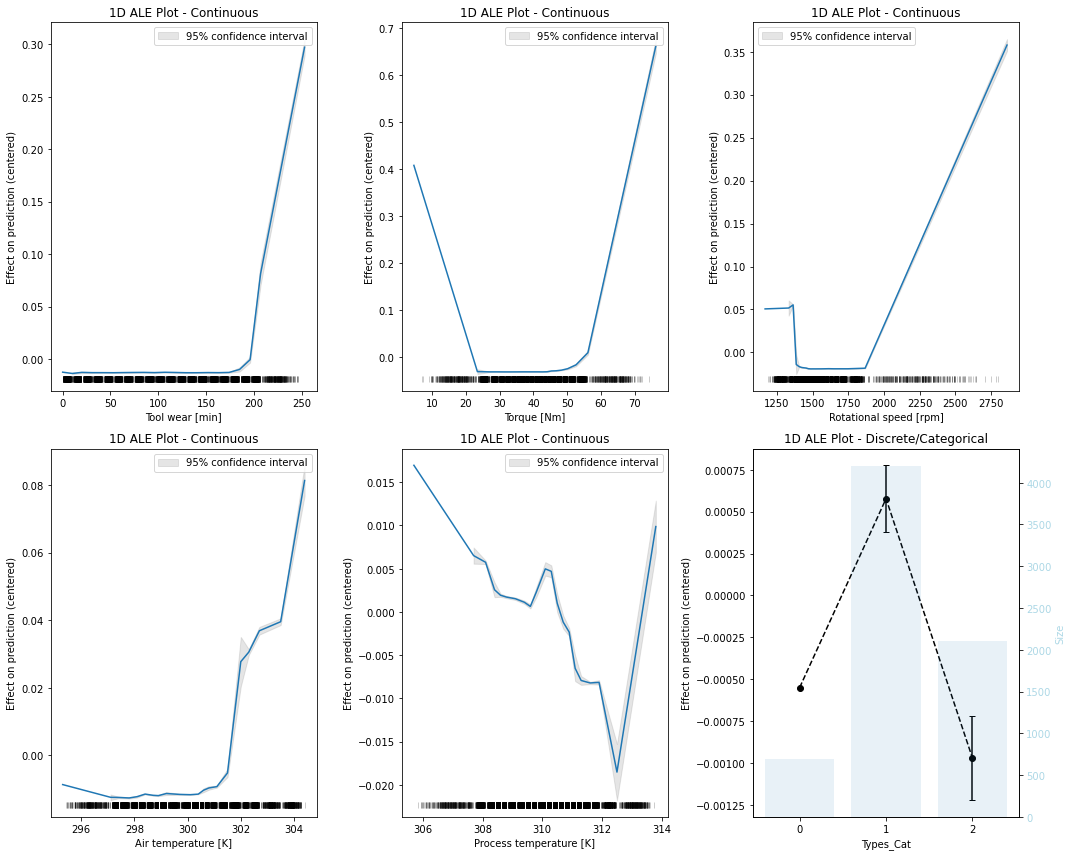 1D ALE Plot - Continuous
95% confidence interval
Effect on prediction (centered)
0.30
0.25
0.20
0.15
0.10
0.05
0.00
0 50 100 150 200 250
Tool wear [min]
1D ALE Plot - Continuous
95% confidence interval
Effect on prediction (centered)
0.7
0.6
0.5
0.4
0.3
0.2
0.1
0.0
10 20 30 40 50 60 70
Torque [Nm]
1D ALE Plot - Continuous
95% confidence interval
Effect on prediction (centered)
0.35
0.30
0.25
0.20
0.15
0.10
0.05
0.00
1250 1500 1750 2000 2250 2500 2750
Rotational speed [rpm]
1D ALE Plot - Continuous
95% confidence interval
Effect on prediction (centered)
0.08
0.06
0.04
0.02
0.00
296 298 300 302 304
Air temperature [K]
1D ALE Plot - Continuous
95% confidence interval
Effect on prediction (centered)
0.015
0.010
0.005
0.000
−0.005
−0.010
−0.015
−0.020
306 308 310 312 314
Process temperature [K]
1D ALE Plot - Discrete/Categorical
Effect on prediction (centered)
0.00075
0.00050
0.00025
0.00000
−0.00025
−0.00050
−0.00075
−0.00100
−0.00125
0 1 2
Types_Cat
4000
3500
3000
2500
2000
1500
1000
500
0
Size